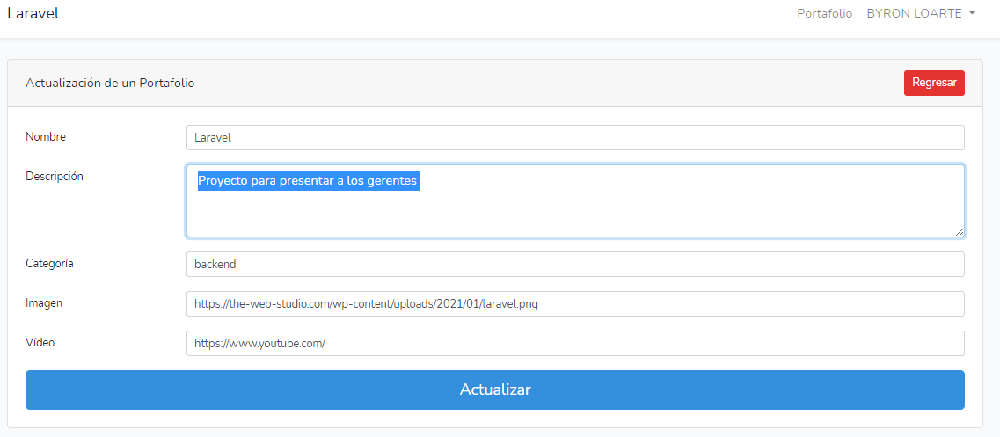 Laravel
Portafolio BYRON LOARTE
Actualización de un Portafolio
Regresar
Nombre
Laravel
Descripción
Proyecto para presentar a los gerentes
Categoría
backend
Imagen
https://the-web-studio.com/wp-content/uploads/2021/01/laravel.png
Vídeo
https://www.youtube.com/
Actualizar